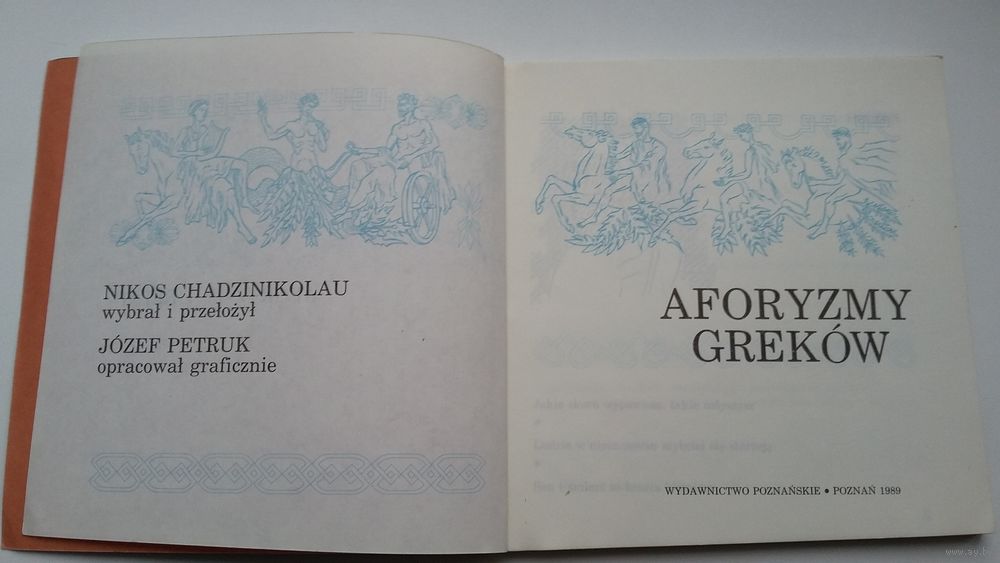 NIKOS CHADZINIKOLAU
wybrał i przełożył
JÓZEF PETRUK
opracował graficznie
AFORYZMY
GREKÓW
WYDAWNICTWO POZNAŃSKIE • POZNAŃ 1989